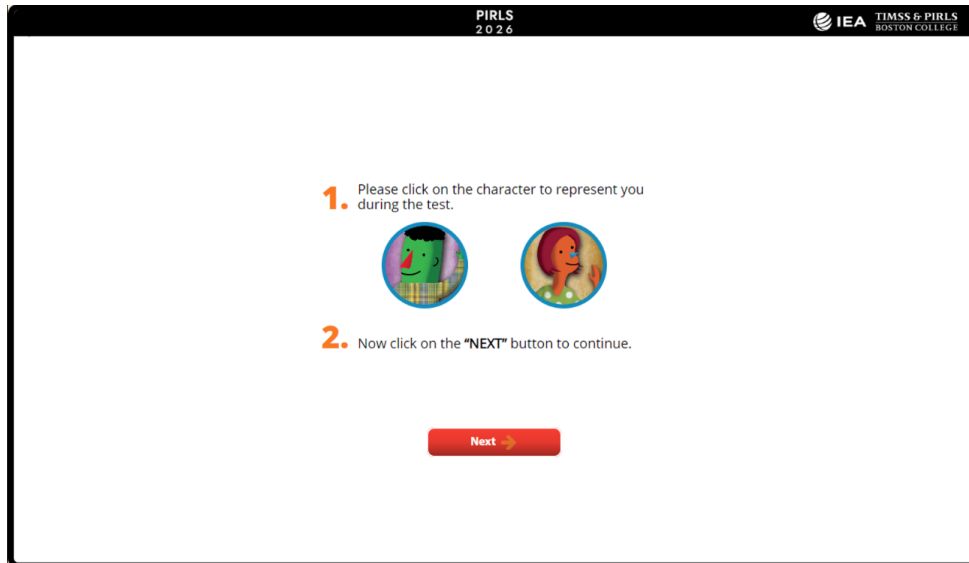 PIRLS
2026
IEA
TIMSS & PIRLS
BOSTON COLLEGE
1. Please click on the character to represent you
during the test.
2. Now click on the “NEXT” button to continue.
Next